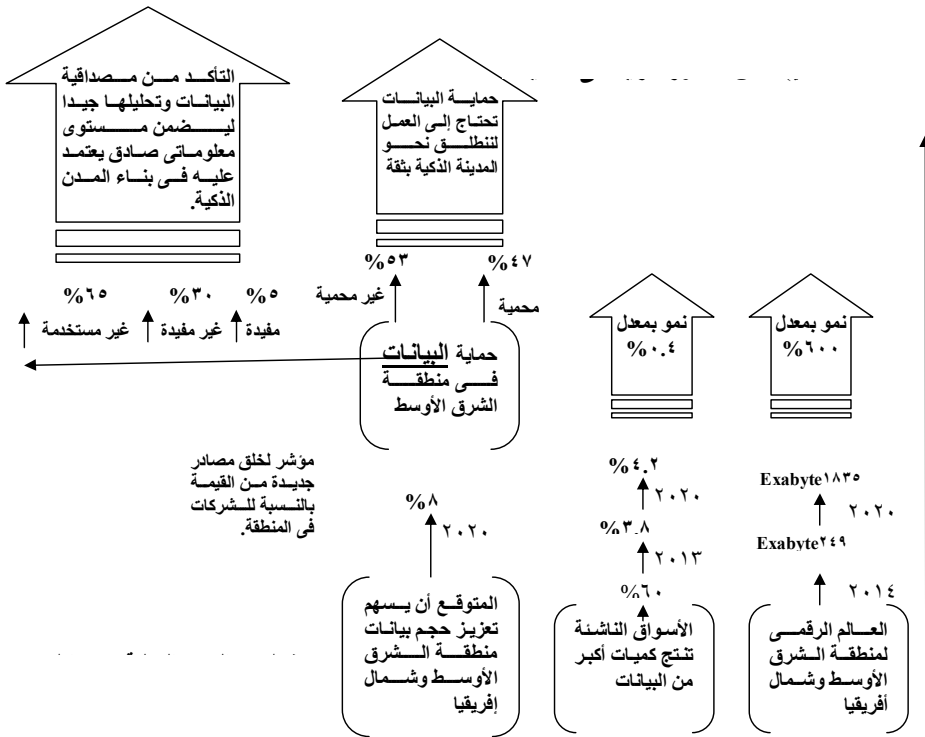 التأكد من مصداقية
البيانات وتحليلها جيدا
ليضمن مستوى
معلوماتى صادق يعتمد
عليه فى بناء المدن
الذكية.
حماية البيانات
تحتاج إلى العمل
لننطلق نحو
المدينة الذكية بثقة
%٤٧
%٥٣
محمية
غير محمية
%٥
%٣٠
%٦٥
مفيدة
غير مفيدة
غير مستخدمة
نمو بمعدل
%٦٠٠
نمو بمعدل
%٠.٤
حماية البيانات
فى منطقة
الشرق الأوسط
مؤشر لخلق مصادر
جديدة من القيمة
بالنسبة للشركات
فى المنطقة.
Exabyte١٨٣٥
٢٠٢٠
Exabyte٢٤٩
٢٠١٤
العالم الرقمى
لمنطقة الشرق
الأوسط وشمال
أفريقيا
%٤.٢
٢٠٢٠
%٣.٨
٢٠١٣
%٦٠
الأسواق الناشئة
تنتج كميات أكبر
من البيانات
%٨
٢٠٢٠
المتوقع أن يسهم
تعزيز حجم بيانات
منطقة الشرق
الأوسط وشمال
إفريقيا